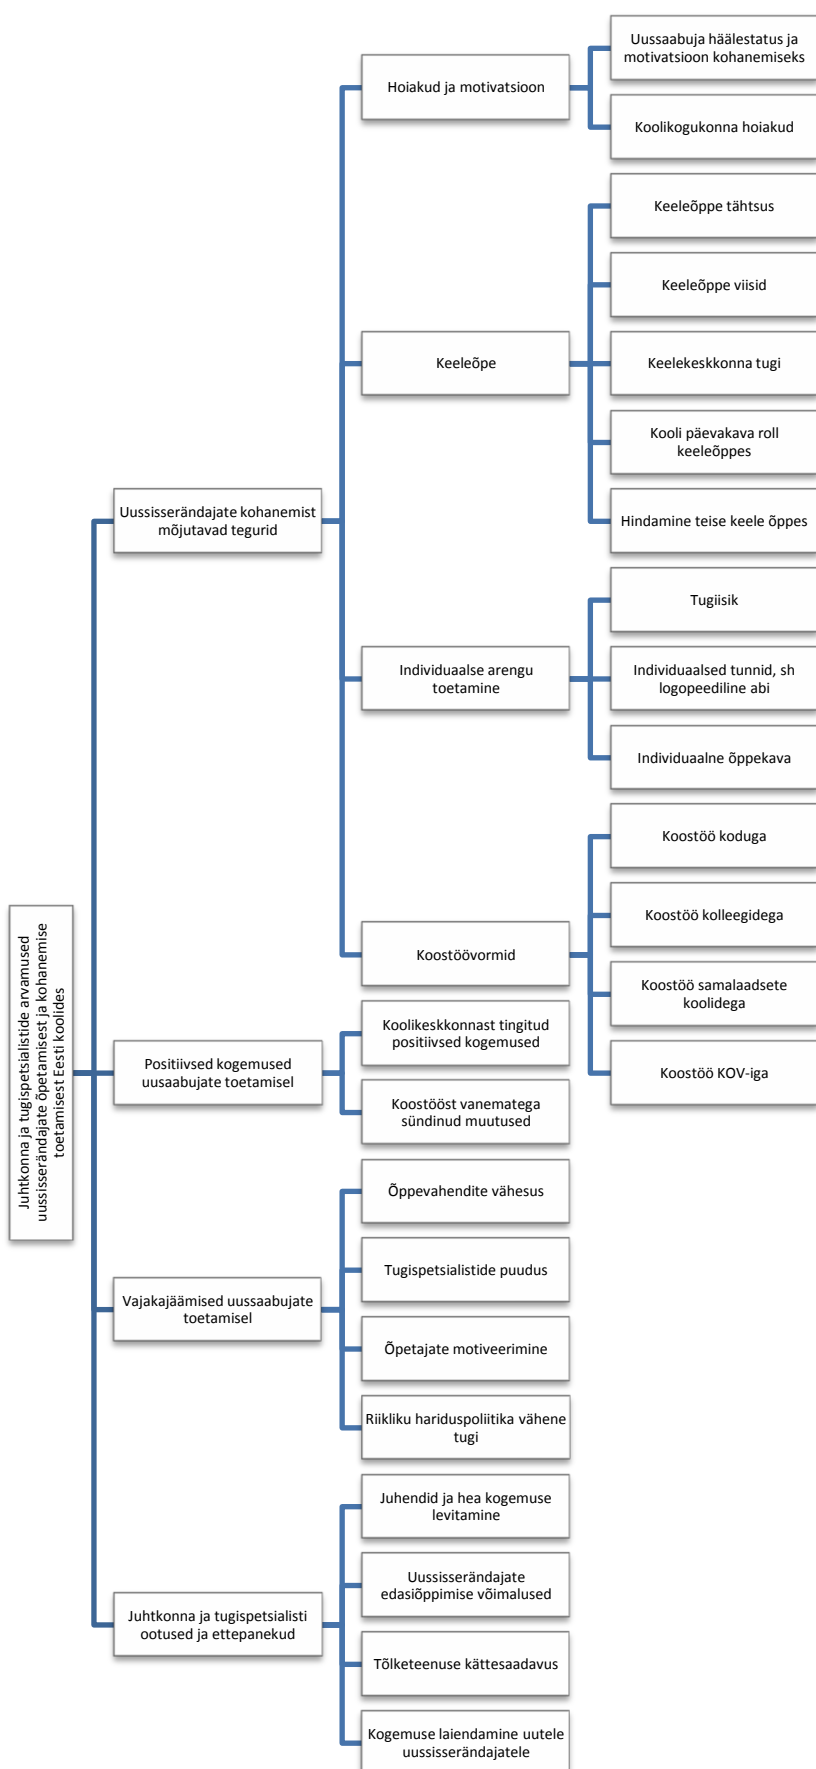 Juhtkonna ja tugispetsialistide arvamused
uussisserändajate õpetamisest ja kohanemise
toetamisest Eesti koolides
Uussisserändajate kohanemist
mõjutavad tegurid
Hoiakud ja motivatsioon
Uussaabuja häälestatus ja
motivatsioon kohanemiseks
Koolikogukonna hoiakud
Keeleõpe
Keeleõppe tähtsus
Keeleõppe viisid
Keelekeskkonna tugi
Kooli päevakava roll
keeleõppes
Hindamine teise keele õppes
Individuaalse arengu
toetamine
Tugiisik
Individuaalsed tunnid, sh
logopeediline abi
Individuaalne õppekava
Koostöövormid
Koostöö koduga
Koostöö kolleegidega
Koostöö samalaadsete
koolidega
Koostöö KOV-iga
Positiivsed kogemused
uusaabujate toetamisel
Koolikeskkonnast tingitud
positiivsed kogemused
Koostööst vanematega
sündinud muutused
Vajakajäämised uussaabujate
toetamisel
Õppevahendite vähesus
Tugispetsialistide puudus
Õpetajate motiveerimine
Riikliku hariduspoliitika vähene
tugi
Juhtkonna ja tugispetsialisti
ootused ja ettepanekud
Juhendid ja hea kogemuse
levitamine
Uussisserändajate
edasiõppimise võimalused
Tõlketeenuse kättesaadavus
Kogemuse laiendamine uutele
uussisserändajatele